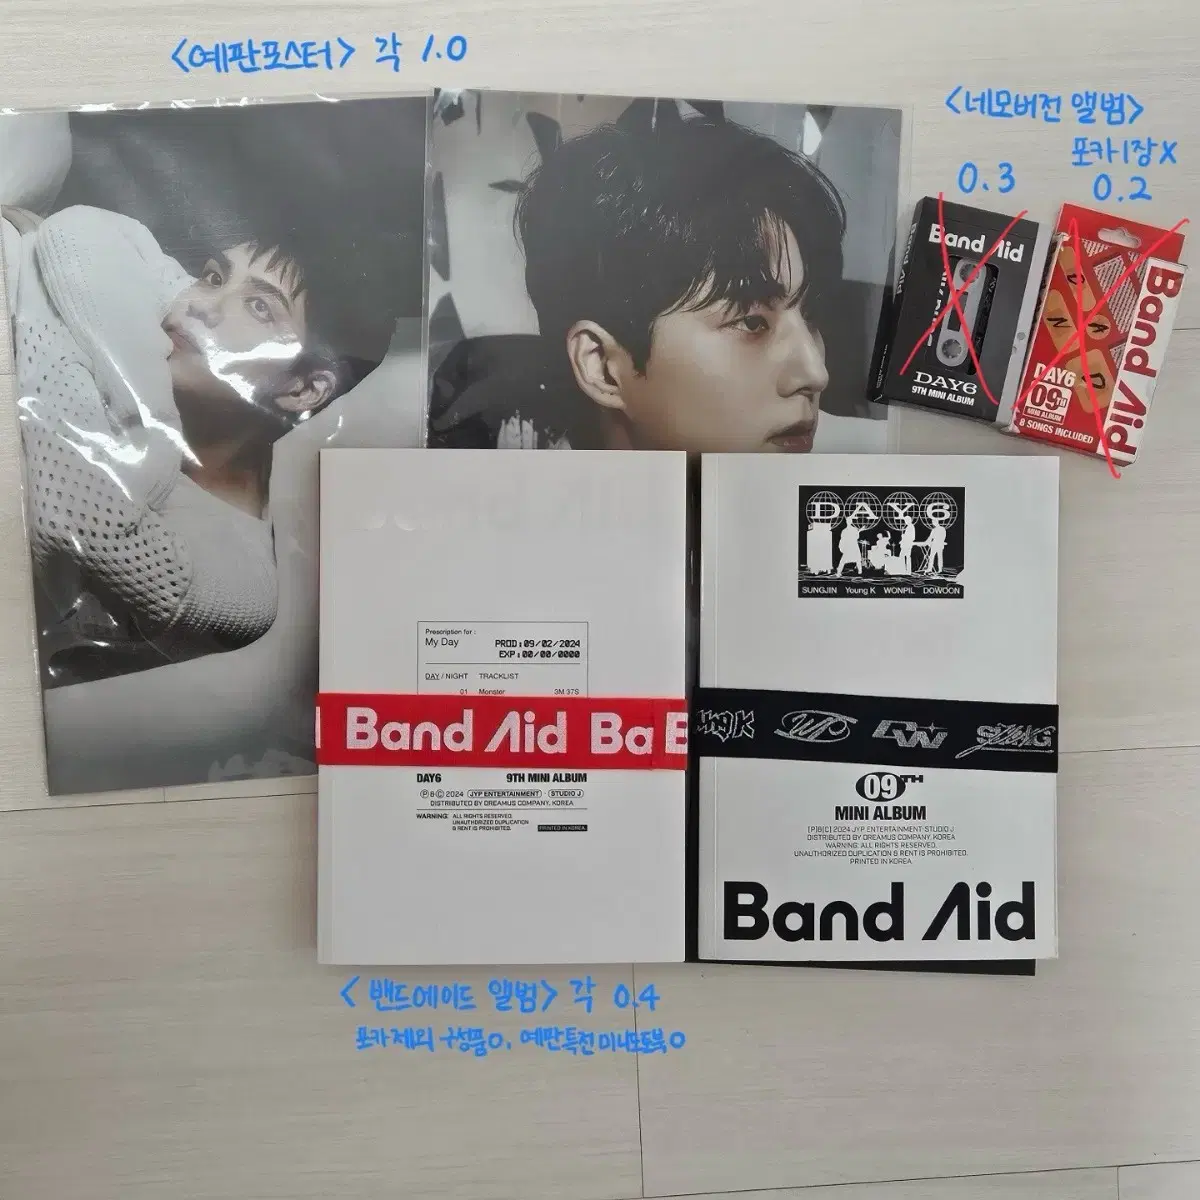 <예판포스터> 각 1.0
<네모버전 앨범>
포카1장X
0.3
0.2
Band Aid
DAY6
9TH MINI ALBUM
Band Aid
B
A
N
D
DAY6
09TH
MINI ALBUM
8 SONGS INCLUDED
DAY6
SUNGJIN Young K WONPIL DOWOON
Prescription for :
My Day
PROD : 09/02/2024
EXP : 00/00/0000
DAY / NIGHT TRACKLIST
01 Monster 3M 37S
Band Aid Ba
DAY6 9TH MINI ALBUM
Ⓟ&Ⓒ 2024 JYP ENTERTAINMENT · STUDIO J
DISTRIBUTED BY DREAMUS COMPANY, KOREA
WARNING: ALL RIGHTS RESERVED.
UNAUTHORIZED DUPLICATION
& RENT IS PROHIBITED.
PRINTED IN KOREA
09TH
MINI ALBUM
[P]&[C] 2024 JYP ENTERTAINMENT·STUDIO J
DISTRIBUTED BY DREAMUS COMPANY, KOREA
WARNING: ALL RIGHTS RESERVED.
UNAUTHORIZED DUPLICATION & RENT IS PROHIBITED.
PRINTED IN KOREA.
Band Aid
<밴드에이드 앨범> 각 0.4
포카제외 구성품O, 예판특전미니포토북O